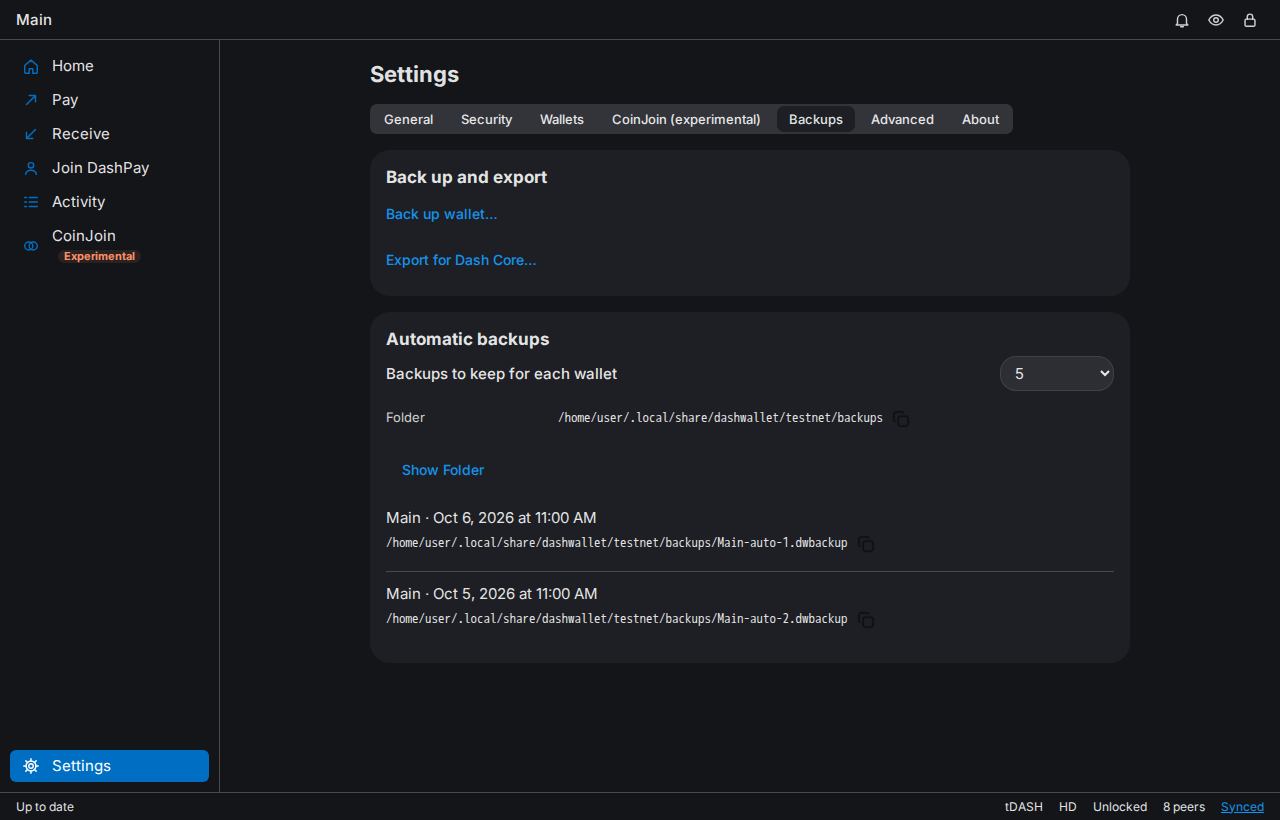 Main
Home
Pay
Receive
Join DashPay
Activity
CoinJoin
Experimental
Settings
Settings
General Security Wallets CoinJoin (experimental) Backups Advanced About
Back up and export
Back up wallet...
Export for Dash Core...
Automatic backups
Backups to keep for each wallet 5
Folder /home/user/.local/share/dashwallet/testnet/backups
Show Folder
Main · Oct 6, 2026 at 11:00 AM
/home/user/.local/share/dashwallet/testnet/backups/Main-auto-1.dwbackup
Main · Oct 5, 2026 at 11:00 AM
/home/user/.local/share/dashwallet/testnet/backups/Main-auto-2.dwbackup
Up to date tDASH HD Unlocked 8 peers Synced